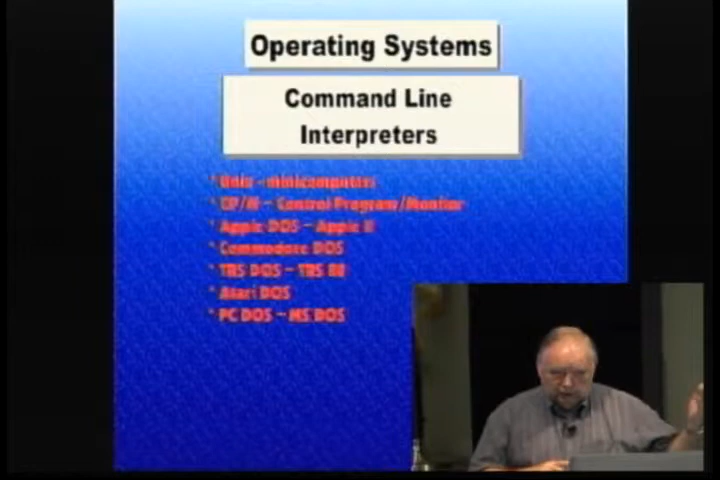 Operating Systems
Command Line
Interpreters
* Unix - minicomputers
* CP/M - Control Program/Monitor
* Apple DOS - Apple II
* Commodore DOS
* TRS DOS - TRS 80
* Atari DOS
* PC DOS - MS DOS